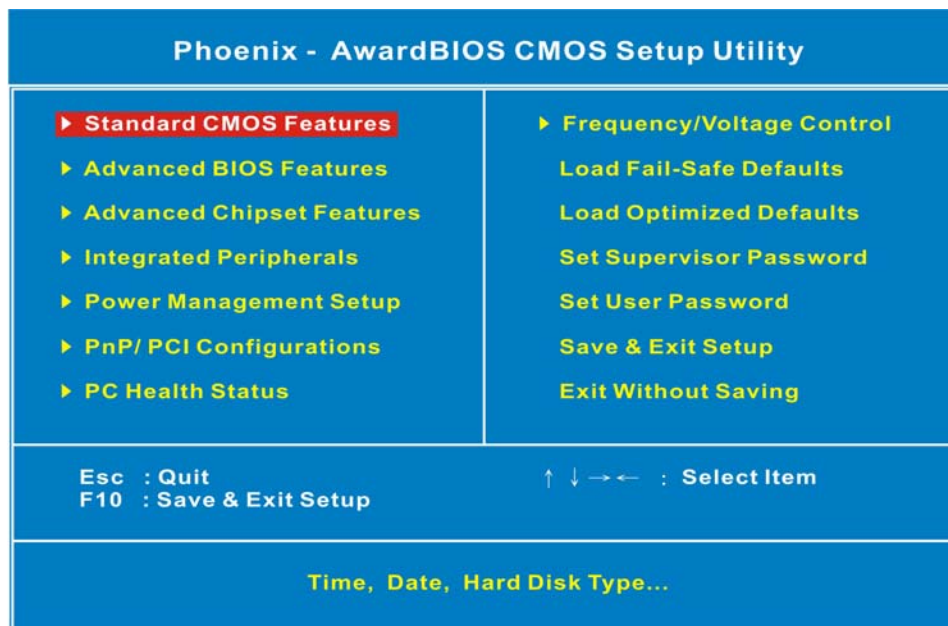 Phoenix - AwardBIOS CMOS Setup Utility
▶ Standard CMOS Features
▶ Advanced BIOS Features
▶ Advanced Chipset Features
▶ Integrated Peripherals
▶ Power Management Setup
▶ PnP/ PCI Configurations
▶ PC Health Status
▶ Frequency/Voltage Control
Load Fail-Safe Defaults
Load Optimized Defaults
Set Supervisor Password
Set User Password
Save & Exit Setup
Exit Without Saving
Esc : Quit
F10 : Save & Exit Setup
↑ ↓ → ← : Select Item
Time, Date, Hard Disk Type...